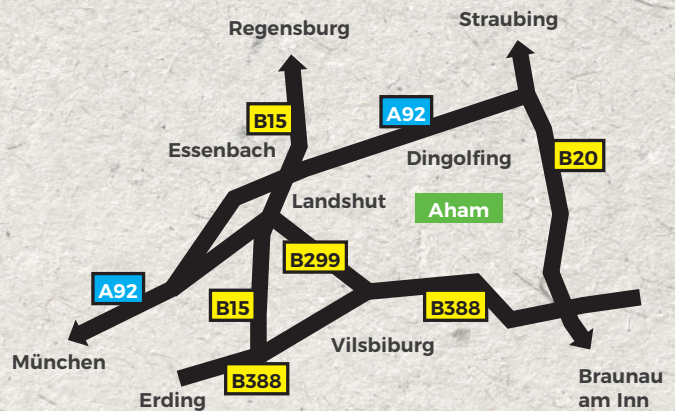 Straubing
Regensburg
A92
B15
Essenbach
Dingolfing
B20
Landshut
Aham
B299
A92
B15
B388
Vilsbiburg
München
B388
Braunau
am Inn
Erding